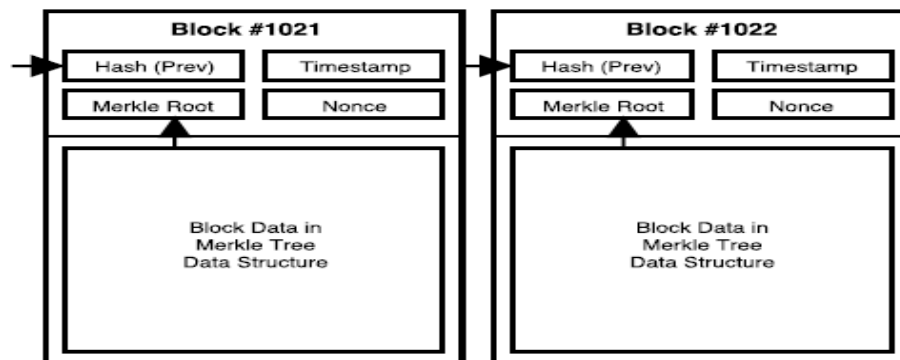 Block #1021
Hash (Prev)
Timestamp
Merkle Root
Nonce
Block Data in
Merkle Tree
Data Structure
Block #1022
Hash (Prev)
Timestamp
Merkle Root
Nonce
Block Data in
Merkle Tree
Data Structure